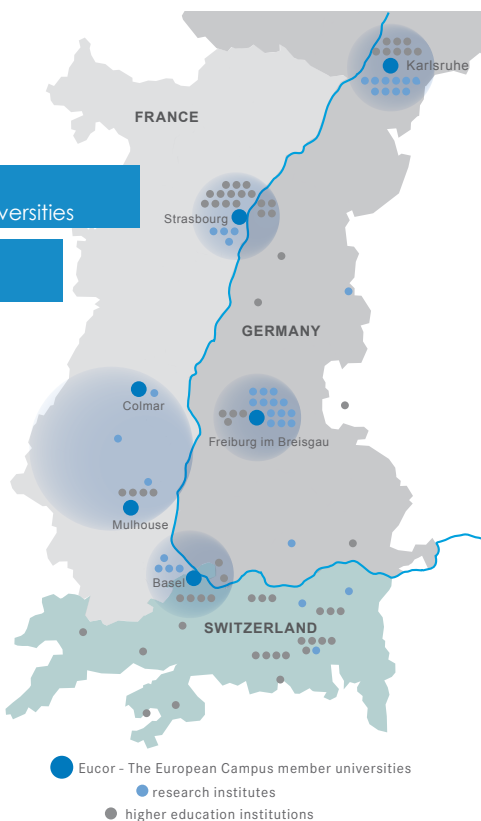 Karlsruhe
FRANCE
versities
Strasbourg
GERMANY
Colmar
Freiburg im Breisgau
Mulhouse
Basel
SWITZERLAND
Eucor - The European Campus member universities
research institutes
higher education institutions